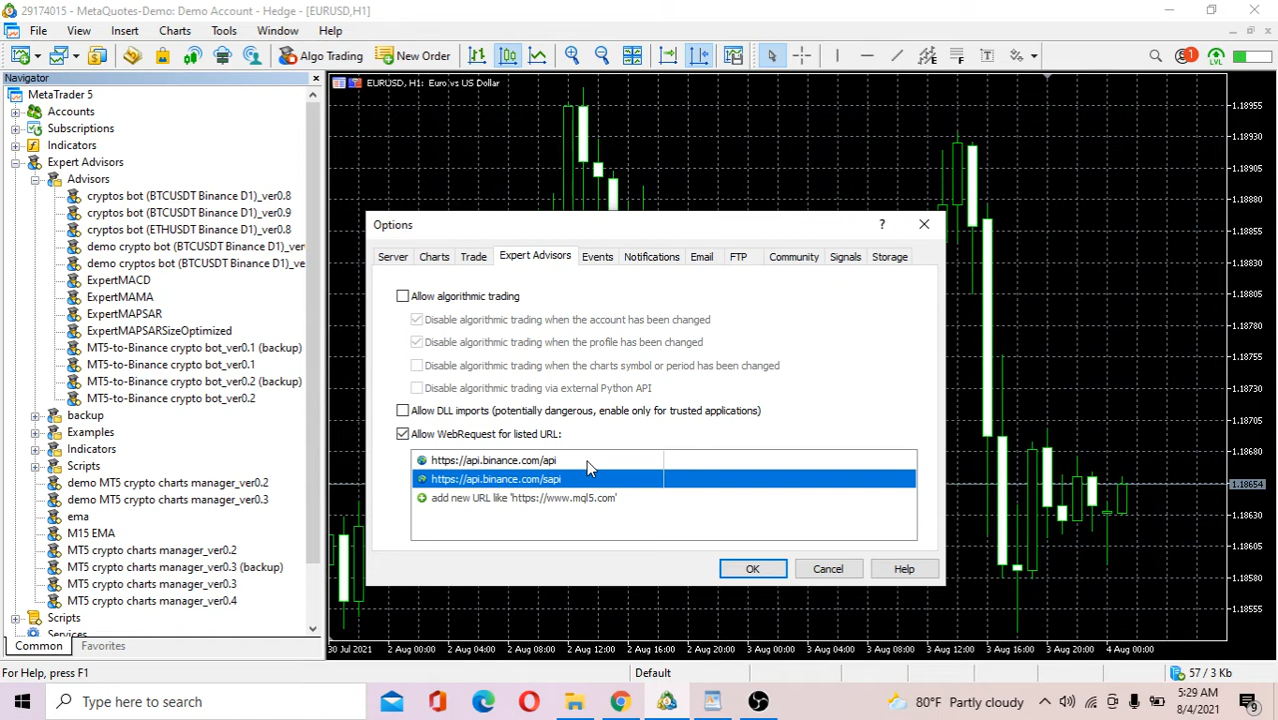 29174015 - MetaQuotes-Demo: Demo Account - Hedge - [EURUSD,H1]
File View Insert Charts Tools Window Help
Algo Trading New Order 1 LVL
Navigator
MetaTrader 5
Accounts
Subscriptions
Indicators
Expert Advisors
Advisors
cryptos bot (BTCUSDT Binance D1)_ver0.8
cryptos bot (BTCUSDT Binance D1)_ver0.9
cryptos bot (ETHUSDT Binance D1)_ver0.8
demo crypto bot (BTCUSDT Binance D1)_ve
demo crypto bot (BTCUSDT Binance D1)_ve
ExpertMACD
ExpertMAMA
ExpertMAPSAR
ExpertMAPSARSizeOptimized
MT5-to-Binance crypto bot_ver0.1 (backup)
MT5-to-Binance crypto bot_ver0.1
MT5-to-Binance crypto bot_ver0.2 (backup)
MT5-to-Binance crypto bot_ver0.2
backup
Examples
Indicators
Scripts
demo MT5 crypto charts manager_ver0.2
demo MT5 crypto charts manager_ver0.3
ema
M15 EMA
MT5 crypto charts manager_ver0.2
MT5 crypto charts manager_ver0.3 (backup)
MT5 crypto charts manager_ver0.3
MT5 crypto charts manager_ver0.4
Scripts
Services
Common Favorites
EURUSD, H1: Euro vs US Dollar
Options
?
Server Charts Trade Expert Advisors Events Notifications Email FTP Community Signals Storage
Allow algorithmic trading
Disable algorithmic trading when the account has been changed
Disable algorithmic trading when the profile has been changed
Disable algorithmic trading when the charts symbol or period has been changed
Disable algorithmic trading via external Python API
Allow DLL imports (potentially dangerous, enable only for trusted applications)
Allow WebRequest for listed URL:
https://api.binance.com/api
https://api.binance.com/sapi
add new URL like 'https://www.mql5.com'
OK Cancel Help
1.18955
1.18930
1.18905
1.18880
1.18855
1.18830
1.18805
1.18780
1.18755
1.18730
1.18705
1.18680
1.18654
1.18630
1.18605
1.18580
1.18555
30 Jul 2021 2 Aug 00:00 2 Aug 04:00 2 Aug 08:00 2 Aug 12:00 2 Aug 16:00 2 Aug 20:00 3 Aug 00:00 3 Aug 04:00 3 Aug 08:00 3 Aug 12:00 3 Aug 16:00 3 Aug 20:00 4 Aug 00:00
For Help, press F1 Default 57 / 3 Kb
Type here to search 80°F Partly cloudy 5:29 AM
8/4/2021 9